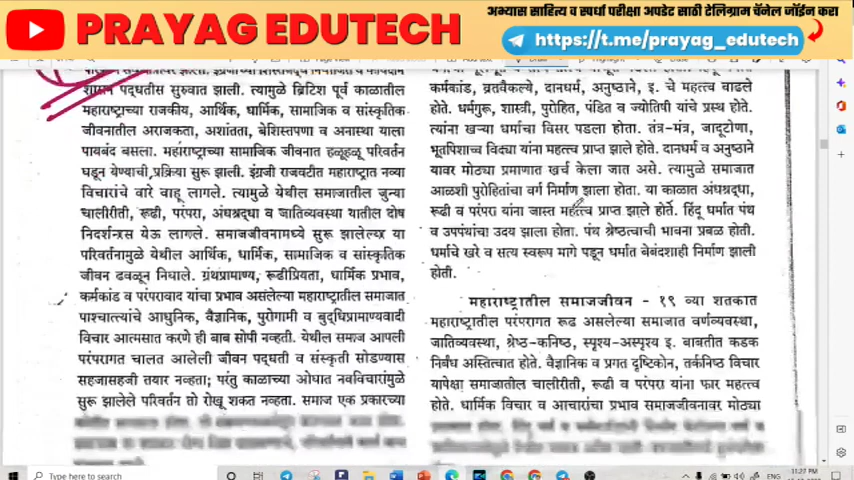 PRAYAG EDUTECH
अभ्यास साहित्य व स्पर्धा परीक्षा अपडेट साठी टेलिग्राम चॅनेल जॉईन करा
https://t.me/prayag_edutech
शासन पद्धतीस सुरुवात झाली. त्यामुळे ब्रिटिश पूर्व काळातील
महाराष्ट्राच्या राजकीय, आर्थिक, धार्मिक, सामाजिक व सांस्कृतिक
जीवनातील अराजकता, अशांतता, बेशिस्तपणा व अनास्था याला
पायबंद बसला. महाराष्ट्राच्या सामाजिक जीवनात हळूहळू परिवर्तन
घडून येण्याची प्रक्रिया सुरू झाली. इंग्रजी राजवटीत महाराष्ट्रात नव्या
विचारांचे वारे वाहू लागले. त्यामुळे येथील समाजातील जुन्या
चालीरीती, रूढी, परंपरा, अंधश्रद्धा व जातिव्यवस्था यातील दोष
निदर्शनास येऊ लागले. समाजजीवनामध्ये सुरू झालेल्या या
परिवर्तनामुळे येथील आर्थिक, धार्मिक, सामाजिक व सांस्कृतिक
जीवन ढवळून निघाले. ग्रंथप्रामाण्य, रूढीप्रियता, धार्मिक प्रभाव,
कर्मकांड व परंपरावाद यांचा प्रभाव असलेल्या महाराष्ट्रातील समाजात
पाश्चात्त्यांचे आधुनिक, वैज्ञानिक, पुरोगामी व बुद्धिप्रामाण्यवादी
विचार आत्मसात करणे ही बाब सोपी नव्हती. येथील समाज आपली
परंपरागत चालत आलेली जीवन पद्धती व संस्कृती सोडण्यास
सहजासहजी तयार नव्हता; परंतु काळाच्या ओघात नवविचारांमुळे
सुरू झालेले परिवर्तन तो रोखू शकत नव्हता. समाज एक प्रकारच्या
कर्मकांड, व्रतवैकल्ये, दानधर्म, अनुष्ठाने, इ. चे महत्त्व वाढले
होते. धर्मगुरू, शास्त्री, पुरोहित, पंडित व ज्योतिषी यांचे प्रस्थ होते.
त्यांना खऱ्या धर्माचा विसर पडला होता. तंत्र-मंत्र, जादूटोणा,
भूतपिशाच्च विद्या यांना महत्त्व प्राप्त झाले होते. दानधर्म व अनुष्ठाने
यावर मोठ्या प्रमाणात खर्च केला जात असे. त्यामुळे समाजात
आळशी पुरोहितांचा वर्ग निर्माण झाला होता. या काळात अंधश्रद्धा,
रूढी व परंपरा यांना जास्त महत्त्व प्राप्त झाले होते. हिंदू धर्मात पंथ
व उपपंथांचा उदय झाला होता. पंथ श्रेष्ठत्वाची भावना प्रबळ होती.
धर्माचे खरे व सत्य स्वरूप मागे पडून धर्मात बेबंदशाही निर्माण झाली
होती.
महाराष्ट्रातील समाजजीवन - १९ व्या शतकात
महाराष्ट्रातील परंपरागत रूढ असलेल्या समाजात वर्णव्यवस्था,
जातिव्यवस्था, श्रेष्ठ-कनिष्ठ, स्पृश्य-अस्पृश्य इ. बाबतीत कडक
निर्बंध अस्तित्वात होते. वैज्ञानिक व प्रगत दृष्टिकोन, तर्कनिष्ठ विचार
यापेक्षा समाजातील चालीरीती, रूढी व परंपरा यांना फार महत्त्व
होते. धार्मिक विचार व आचारांचा प्रभाव समाजजीवनावर मोठ्या
Type here to search
11:27 PM